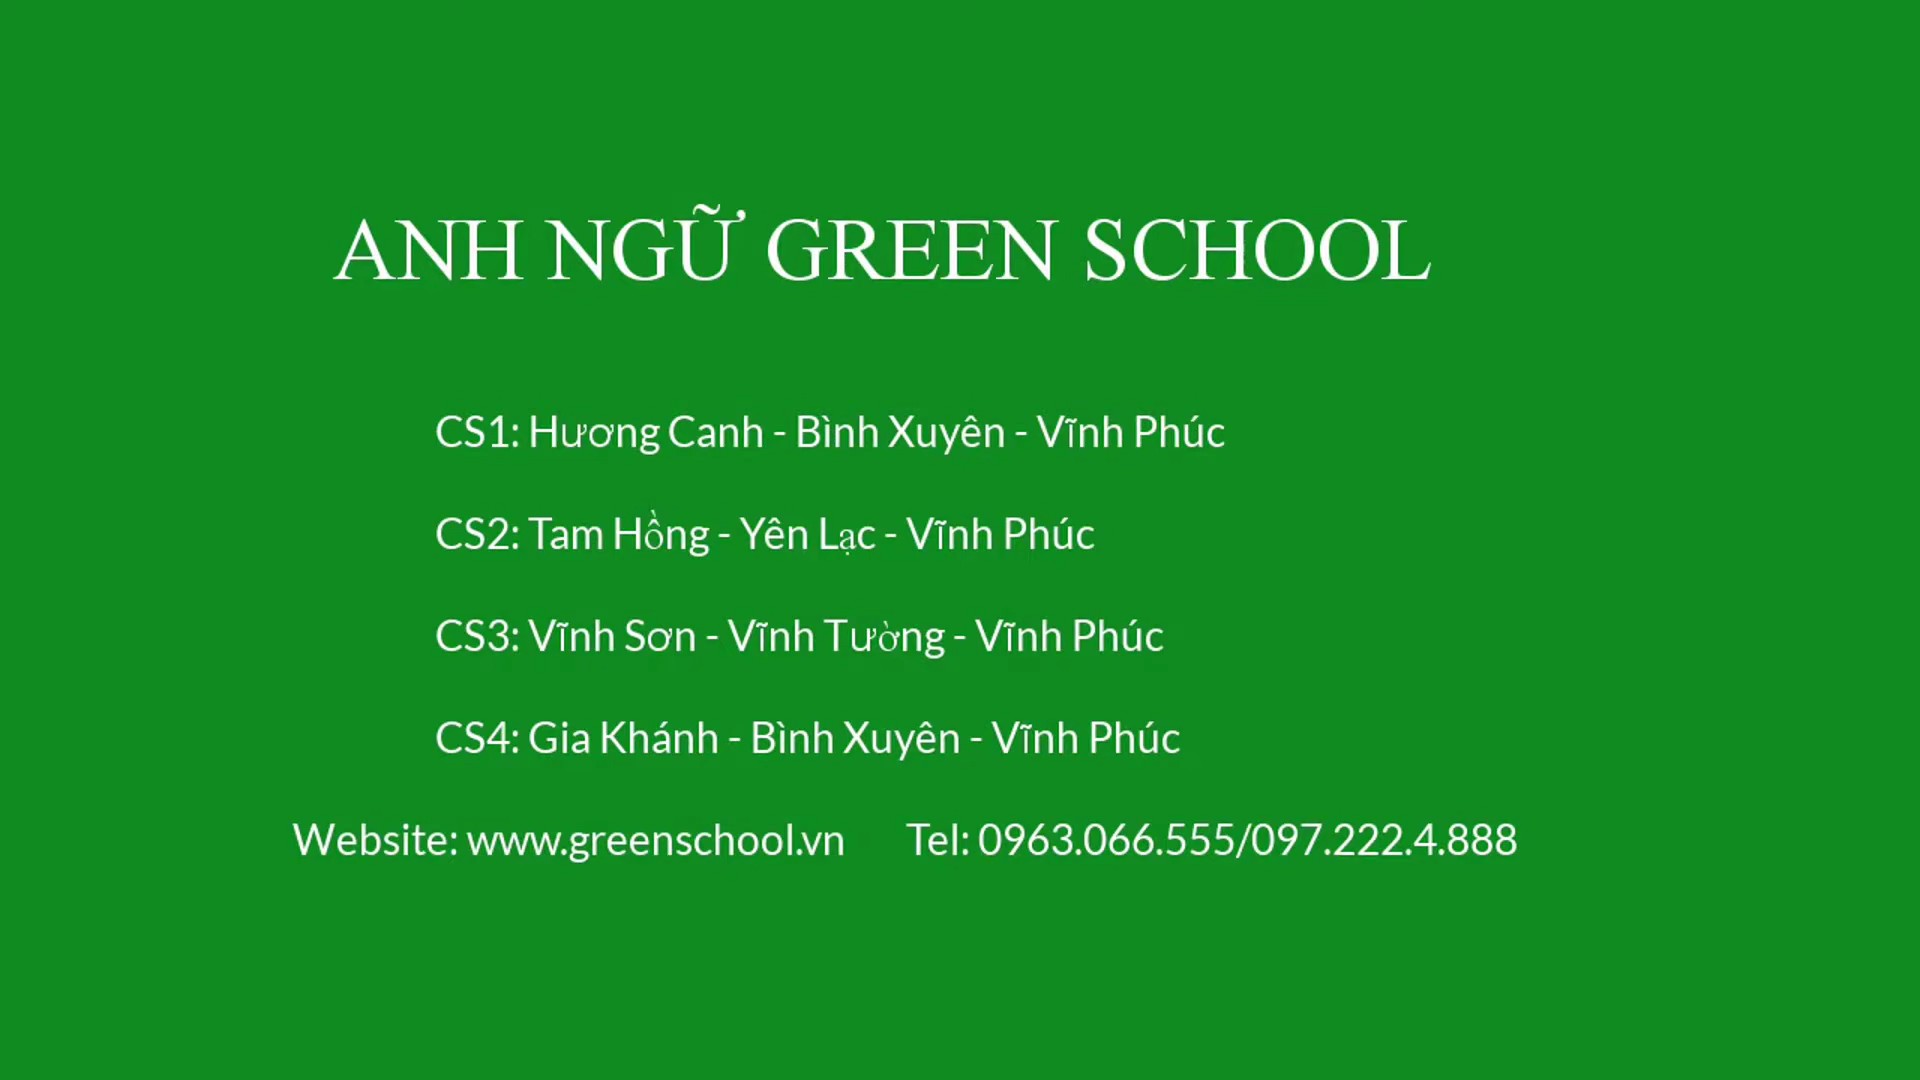 ANH NGỮ GREEN SCHOOL
CS1: Hương Canh - Bình Xuyên - Vĩnh Phúc
CS2: Tam Hồng - Yên Lạc - Vĩnh Phúc
CS3: Vĩnh Sơn - Vĩnh Tường - Vĩnh Phúc
CS4: Gia Khánh - Bình Xuyên - Vĩnh Phúc
Website: www.greenschool.vn Tel: 0963.066.555/097.222.4.888